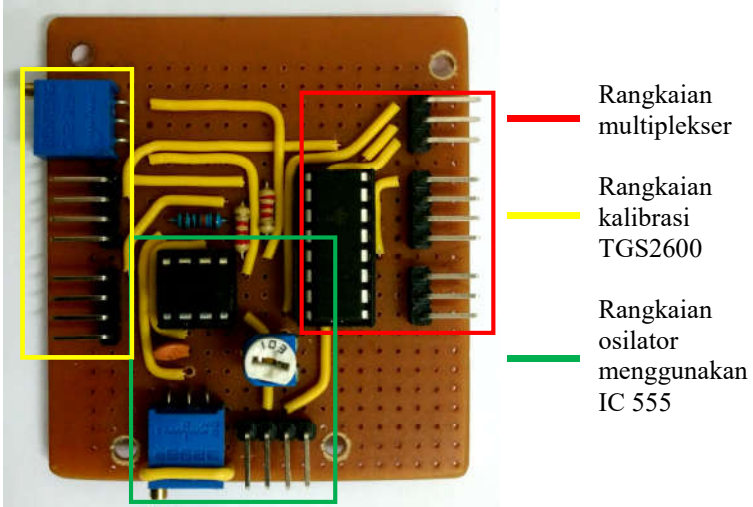 Rangkaian
multiplekser
Rangkaian
kalibrasi
TGS2600
Rangkaian
osilator
menggunakan
IC 555
103